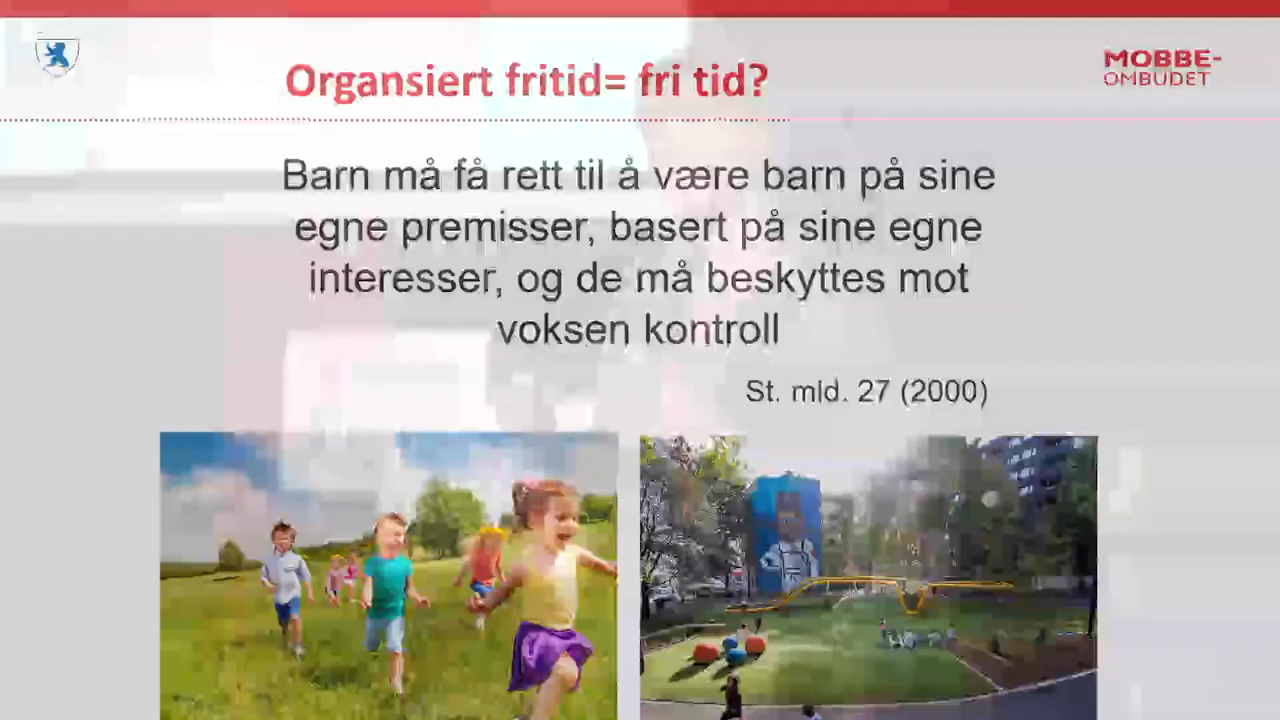 MOBBE-
OMBUDET
Organsiert fritid= fri tid?
Barn må få rett til å være barn på sine
egne premisser, basert på sine egne
interesser, og de må beskyttes mot
voksen kontroll
St. mld. 27 (2000)